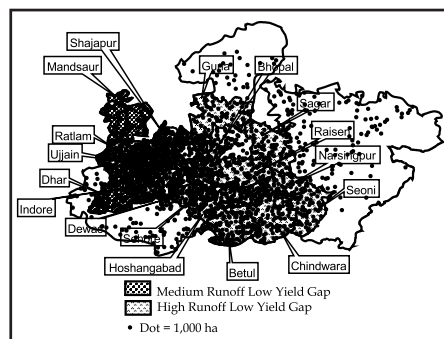 Shajapur
Mandsaur
Guna
Bhopal
Sagar
Ratlam
Raisen
Ujjain
Narsingpur
Dhar
Seoni
Indore
Dewas
Sehore
Hoshangabad
Betul
Chindwara
Medium Runoff Low Yield Gap
High Runoff Low Yield Gap
• Dot = 1,000 ha